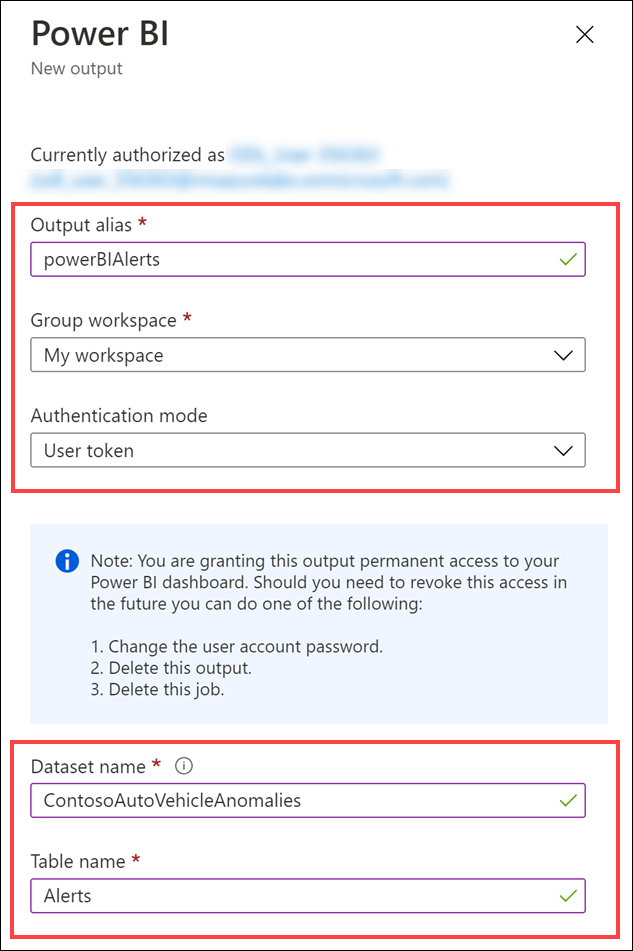 Power BI
New output
Currently authorized as
Output alias *
powerBIAlerts
Group workspace *
My workspace
Authentication mode
User token
Note: You are granting this output permanent access to your
Power BI dashboard. Should you need to revoke this access in
the future you can do one of the following:
1. Change the user account password.
2. Delete this output.
3. Delete this job.
Dataset name *
ContosoAutoVehicleAnomalies
Table name *
Alerts